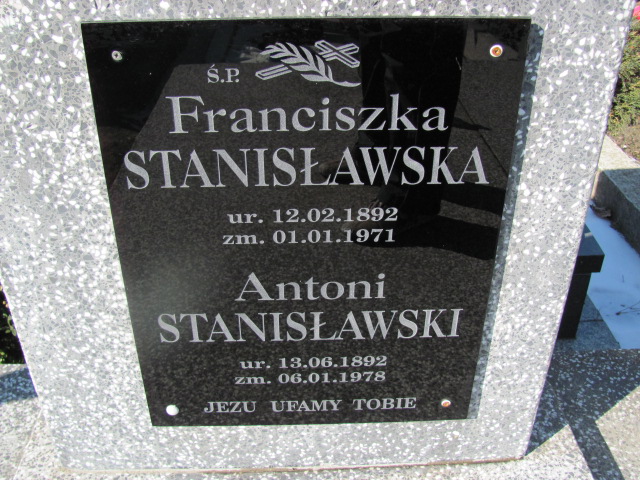 Ś.P.
Franciszka
STANISŁAWSKA
ur. 12.02.1892
zm. 01.01.1971
Antoni
STANISŁAWSKI
ur. 13.06.1892
zm. 06.01.1978
JEZU UFAMY TOBIE